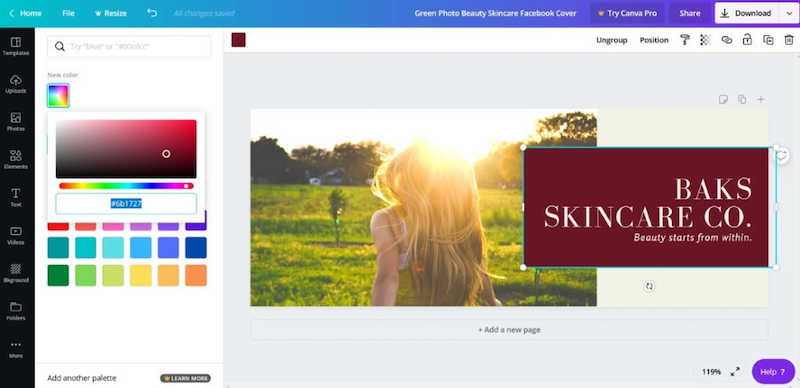 Home File Resize All changes saved Green Photo Beauty Skincare Facebook Cover Try Canva Pro Share Download
Templates
Uploads
Photos
Elements
Text
Videos
Bkground
Folders
More
Try "blue" or "#00c4cc"
New color
#6b1727
Add another palette LEARN MORE
Ungroup Position
BAKS
SKINCARE CO.
Beauty starts from within.
+ Add a new page
119% Help ?